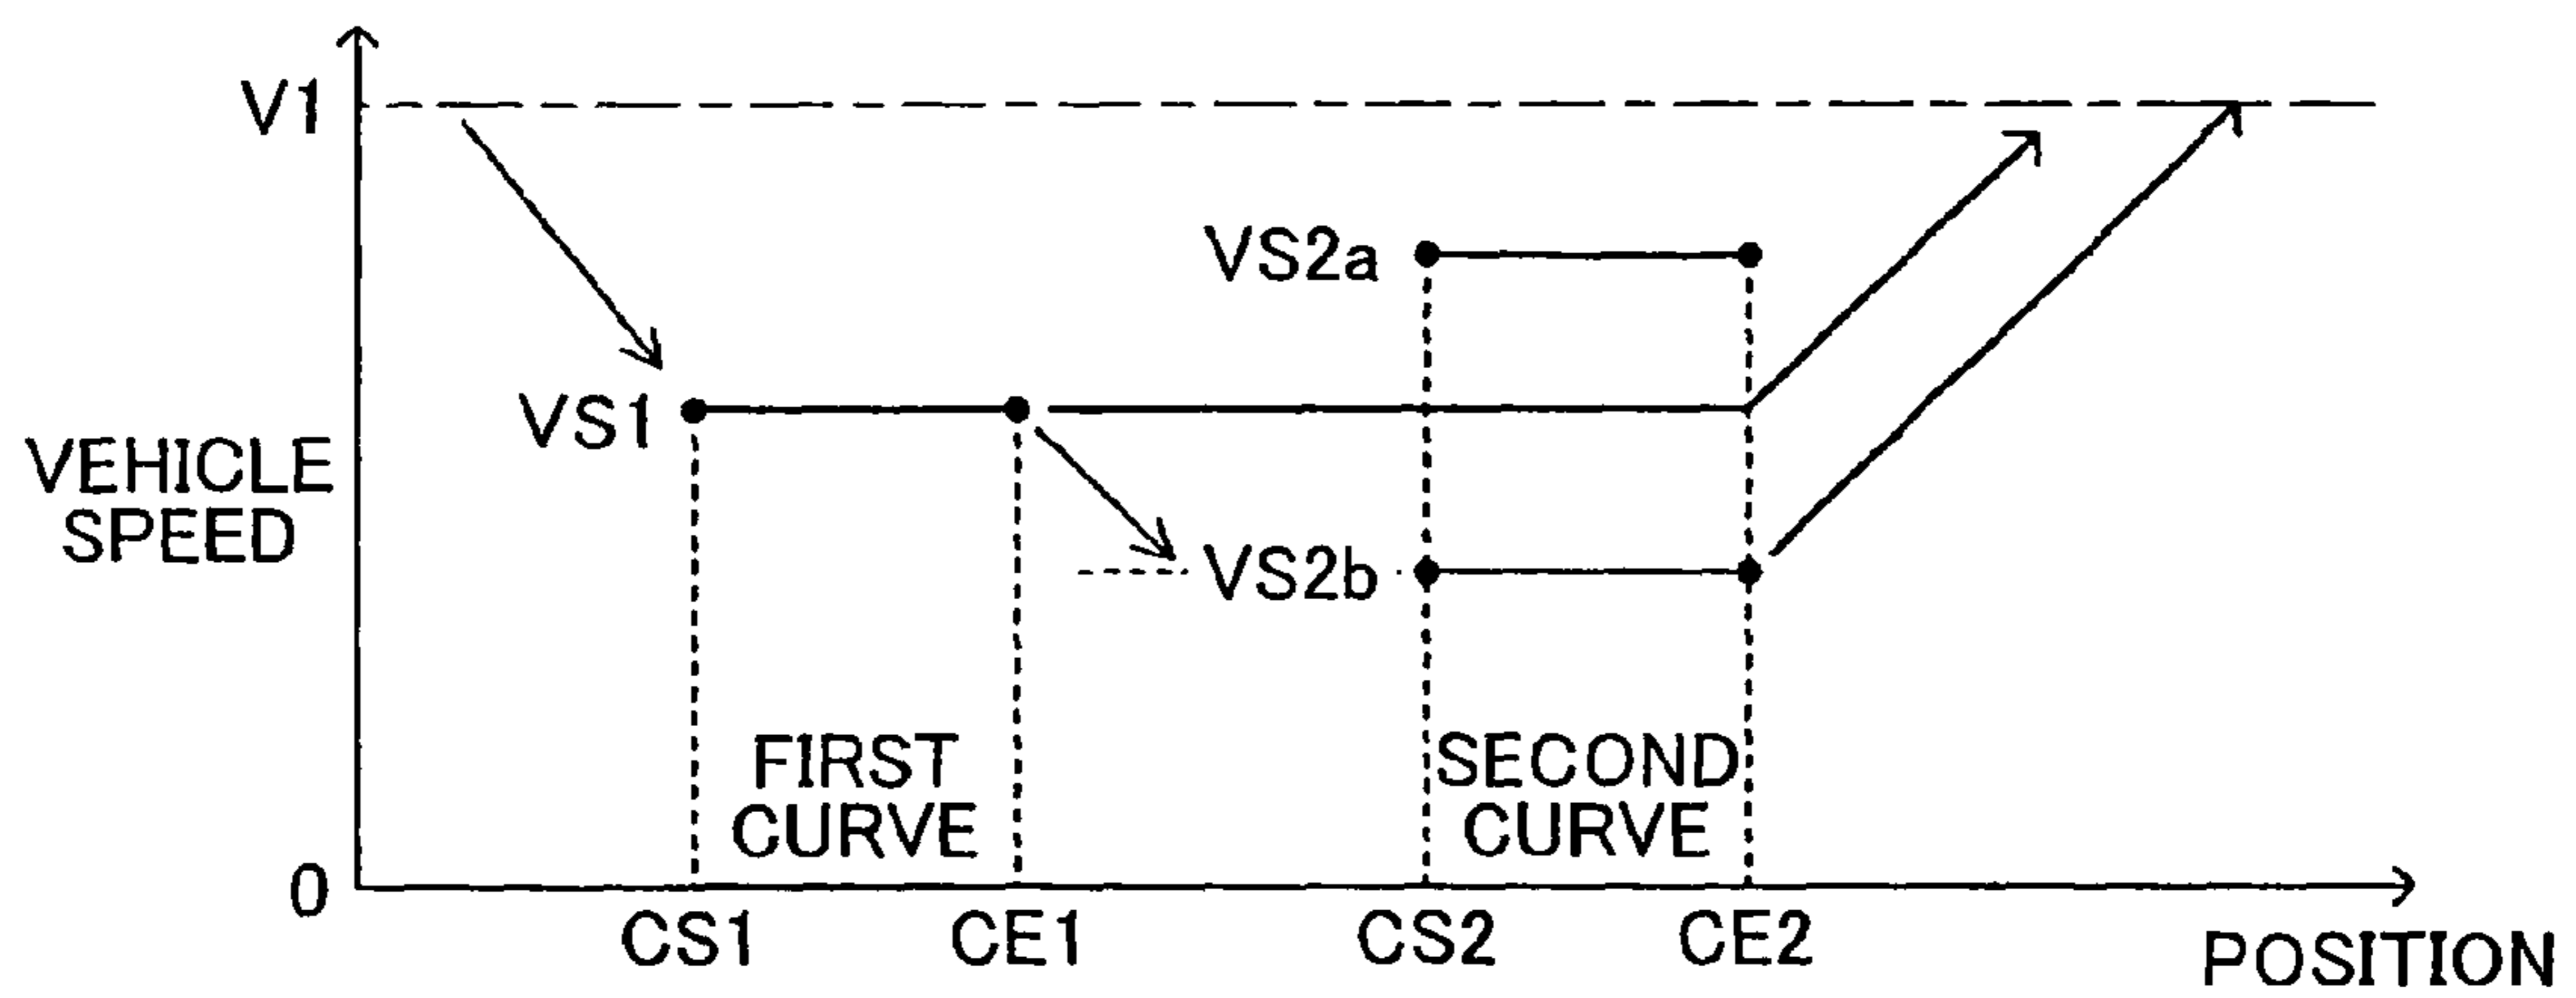 V1
VS2a
VS1
VEHICLE
SPEED
VS2b
FIRST
CURVE
SECOND
CURVE
0
CS1
CE1
CS2
CE2
POSITION